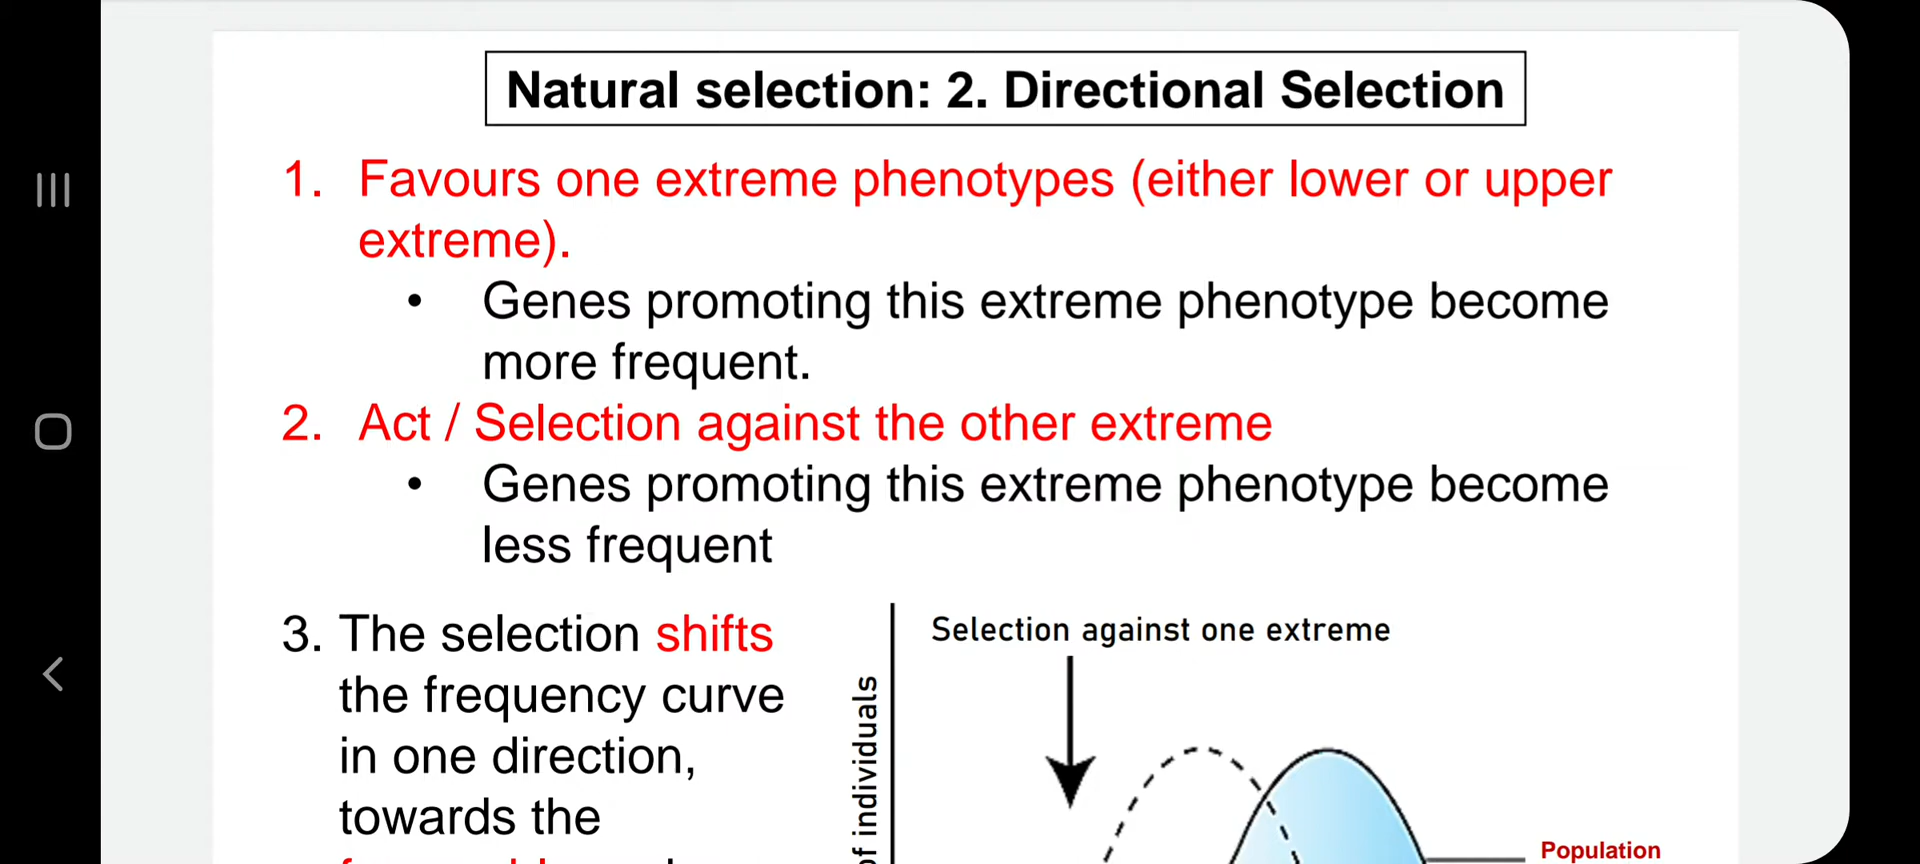 Natural selection: 2. Directional Selection
1. Favours one extreme phenotypes (either lower or upper
extreme).
• Genes promoting this extreme phenotype become
more frequent.
2. Act / Selection against the other extreme
• Genes promoting this extreme phenotype become
less frequent
3. The selection shifts
the frequency curve
in one direction,
towards the
Selection against one extreme
of individuals
Population